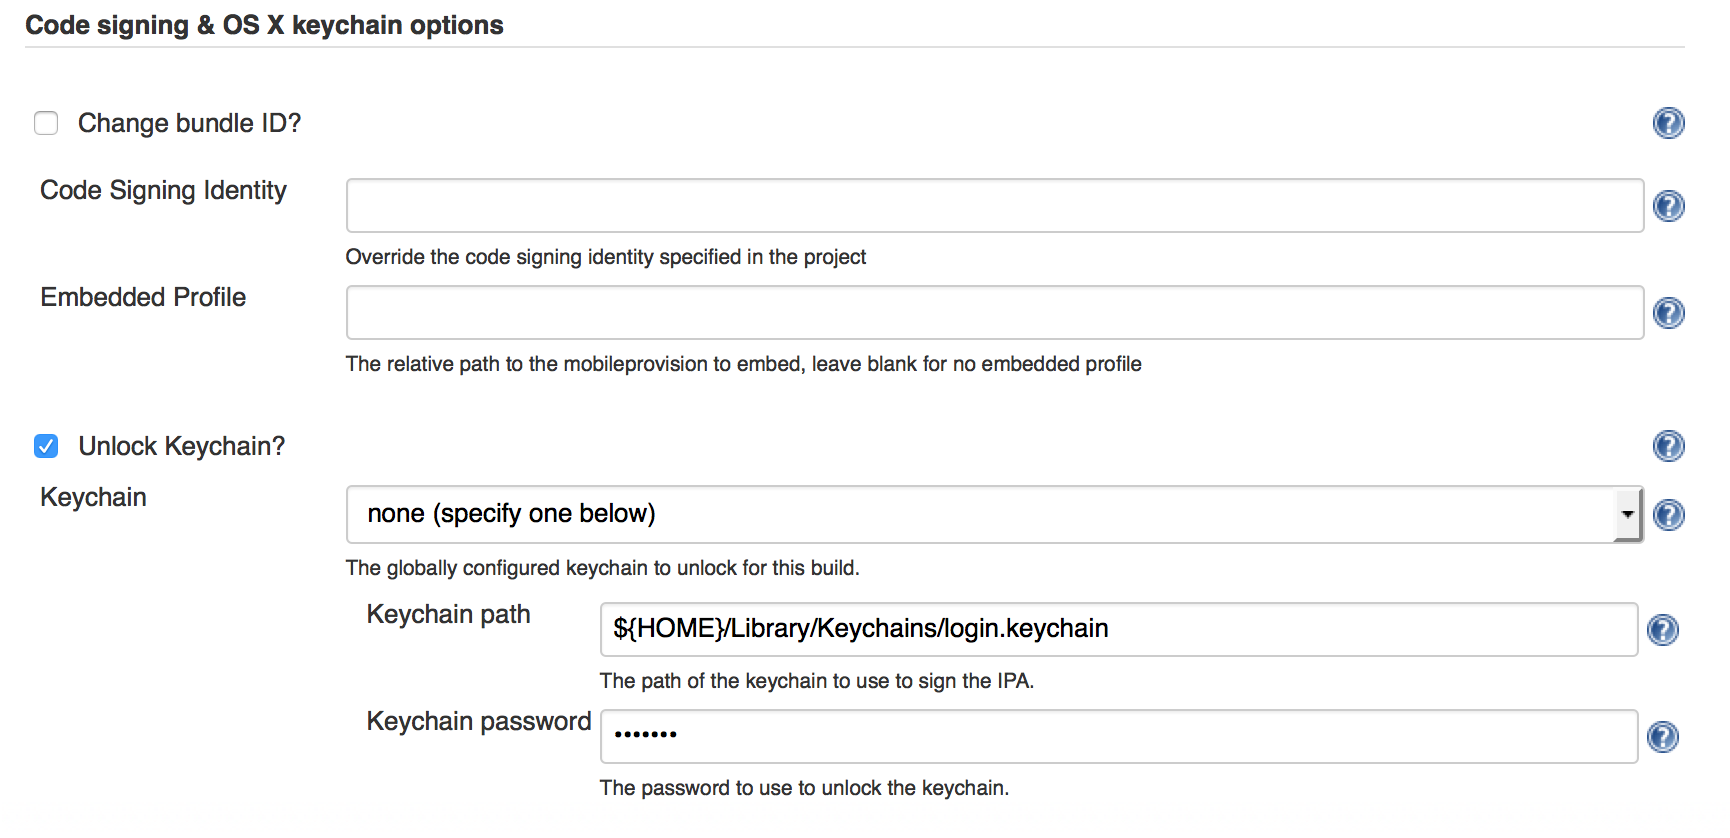 Code signing & OS X keychain options
Change bundle ID?
Code Signing Identity
Override the code signing identity specified in the project
Embedded Profile
The relative path to the mobileprovision to embed, leave blank for no embedded profile
Unlock Keychain?
Keychain
none (specify one below)
The globally configured keychain to unlock for this build.
Keychain path
${HOME}/Library/Keychains/login.keychain
The path of the keychain to use to sign the IPA.
Keychain password
•••••••
The password to use to unlock the keychain.